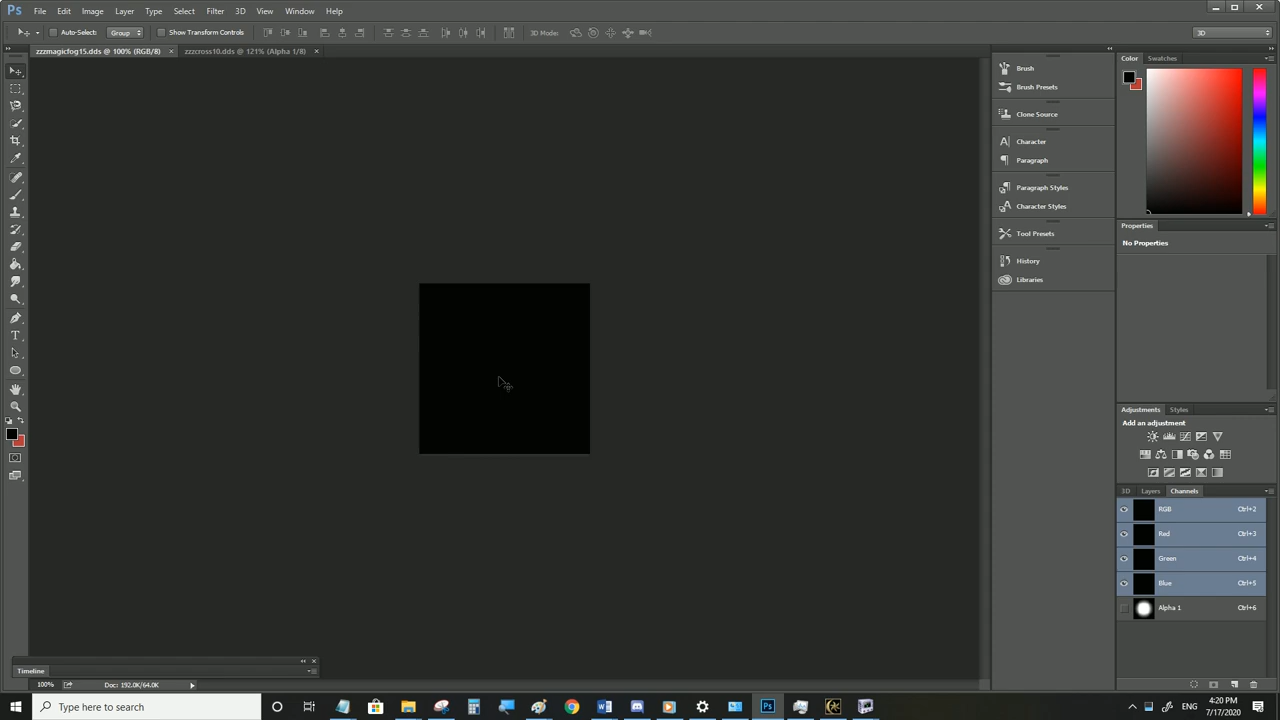 Ps File Edit Image Layer Type Select Filter 3D View Window Help
Auto-Select: Group Show Transform Controls 3D Mode: 3D
zzzmagicfog15.dds @ 100% (RGB/8) × zzzcross10.dds @ 121% (Alpha 1/8) ×
Brush
Brush Presets
Clone Source
Character
Paragraph
Paragraph Styles
Character Styles
Tool Presets
History
Libraries
Color Swatches
Properties
No Properties
Adjustments Styles
Add an adjustment
3D Layers Channels
RGB Ctrl+2
Red Ctrl+3
Green Ctrl+4
Blue Ctrl+5
Alpha 1 Ctrl+6
Timeline
100% Doc: 192.0K/64.0K
Type here to search
Ps
ENG
4:20 PM
7/17/2020